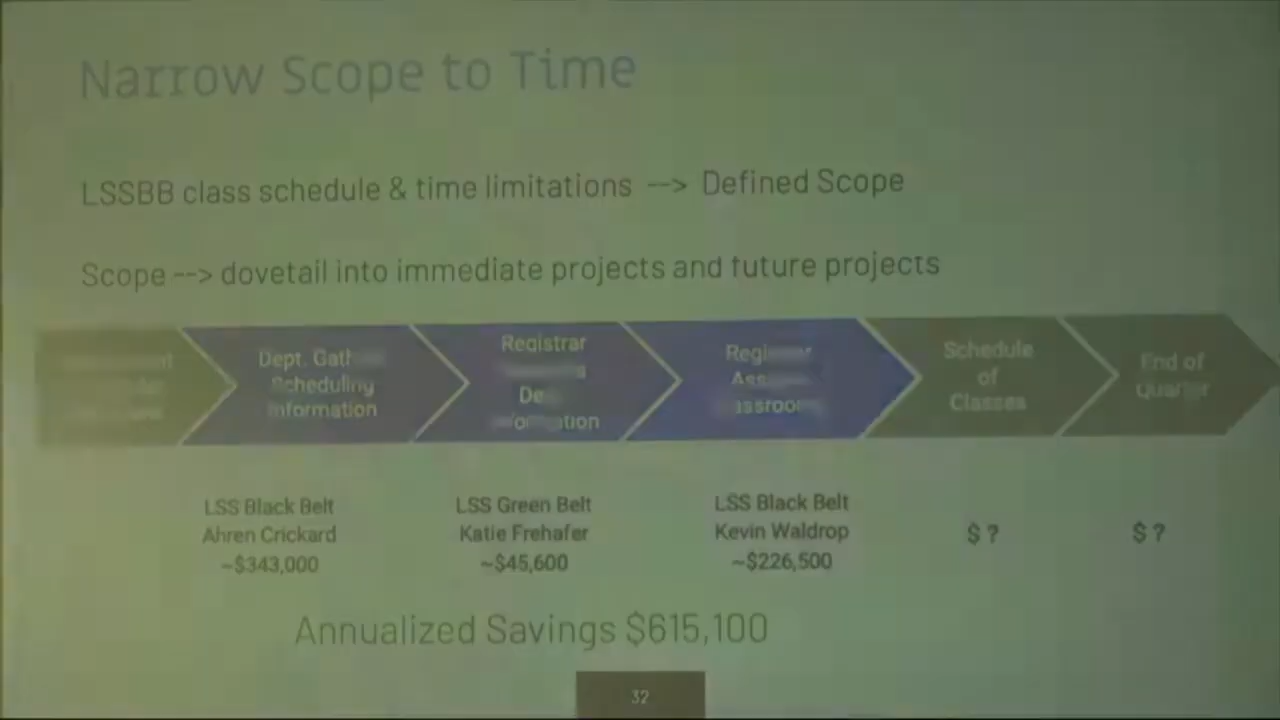 Narrow Scope to Time
LSSBB class schedule & time limitations --> Defined Scope
Scope --> dovetail into immediate projects and future projects
Dept.
Scheduling
Information
Registrar
Schedule
of
Classes
End of
Quarter
LSS Black Belt
Ahren Crickard
~$343,000
LSS Green Belt
Katie Frehafer
~$45,600
LSS Black Belt
Kevin Waldrop
~$226,500
$ ?
$ ?
Annualized Savings $615,100
32